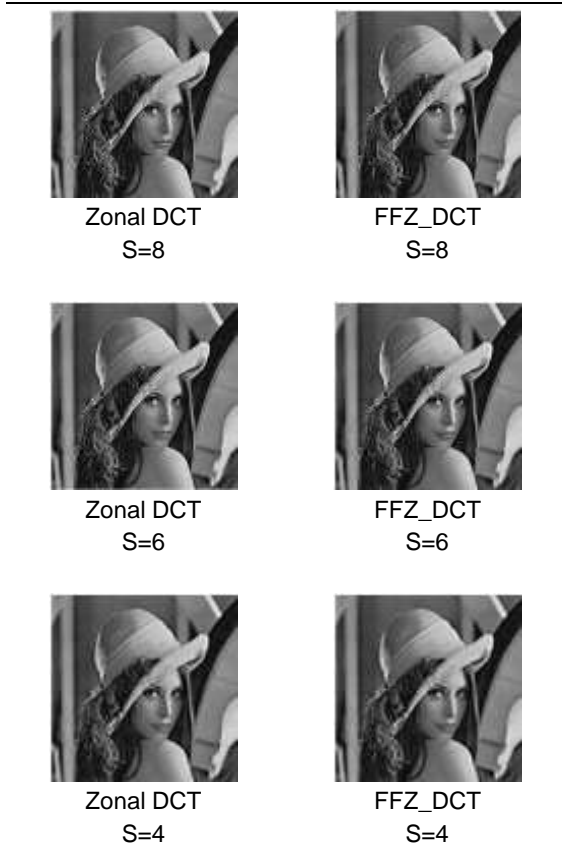 Zonal DCT
S=8
FFZ_DCT
S=8
Zonal DCT
S=6
FFZ_DCT
S=6
Zonal DCT
S=4
FFZ_DCT
S=4